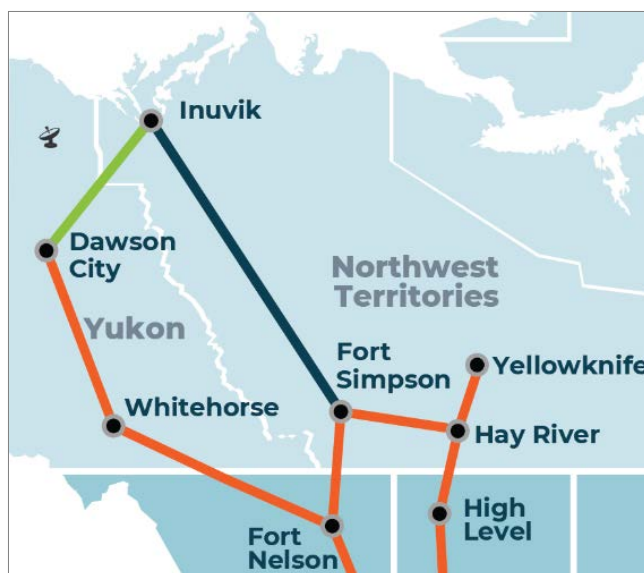 Inuvik
Dawson
City
Northwest
Territories
Yukon
Fort
Simpson
Yellowknife
Whitehorse
Hay River
High
Level
Fort
Nelson